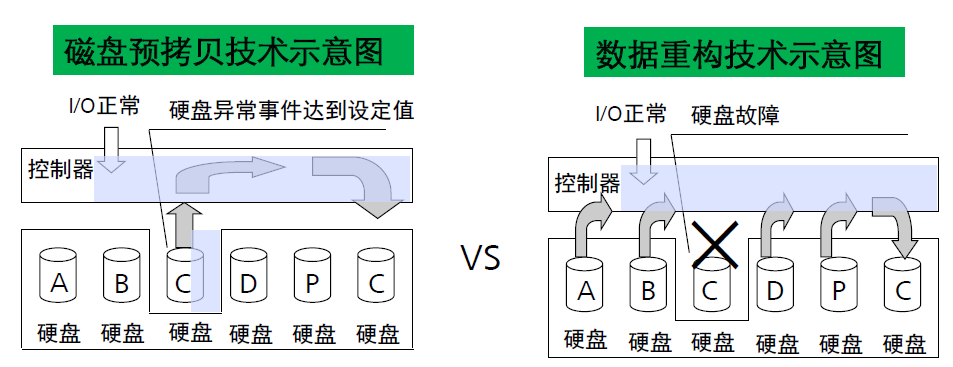 磁盘预拷贝技术示意图
I/O正常
硬盘异常事件达到设定值
控制器
A B C D P C
硬盘 硬盘 硬盘 硬盘 硬盘 硬盘
VS
数据重构技术示意图
I/O正常
硬盘故障
控制器
A B C D P C
硬盘 硬盘 硬盘 硬盘 硬盘 硬盘